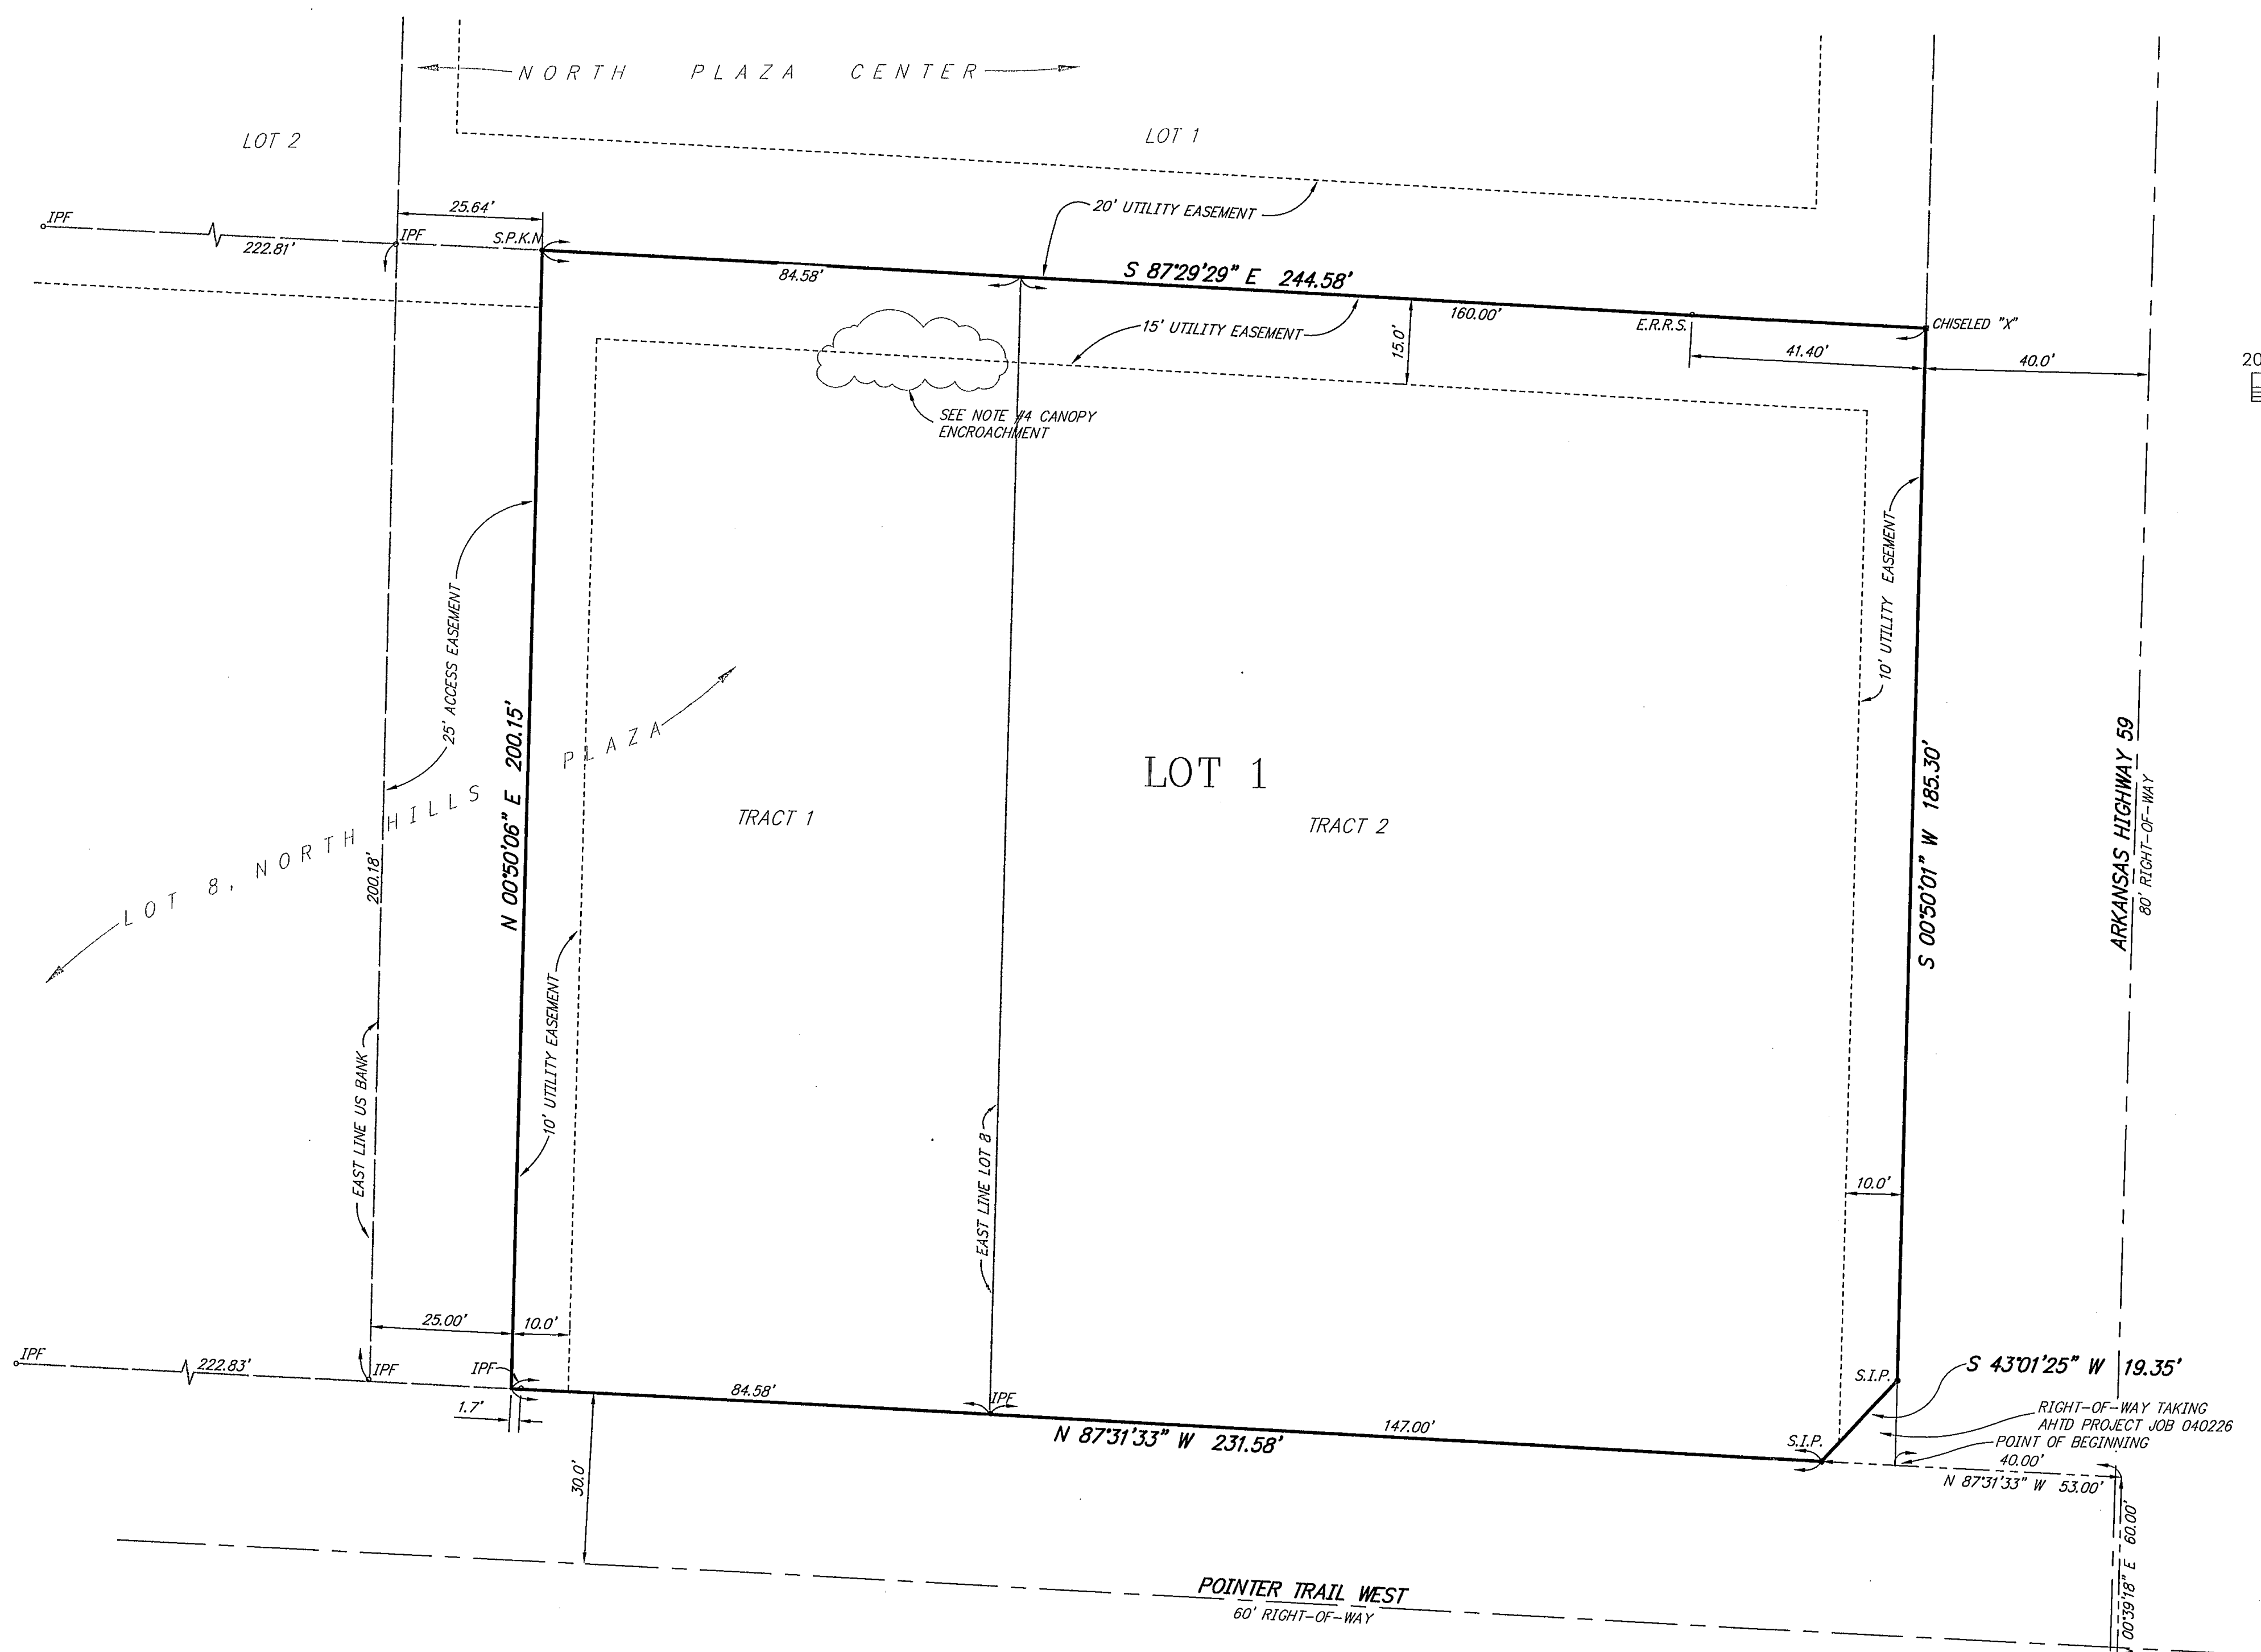 NORTH PLAZA CENTER
LOT 2
LOT 1
25.64'
20' UTILITY EASEMENT
IPF
222.81'
IPF
S.P.K.N
84.58'
S 87°29'29" E 244.58'
15' UTILITY EASEMENT
160.00'
15.0'
E.R.R.S.
CHISELED "X"
41.40'
40.0'
20
SEE NOTE #4 CANOPY
ENCROACHMENT
25' ACCESS EASEMENT
10' UTILITY EASEMENT
N 00°50'06" E 200.15'
LOT 8, NORTH HILLS PLAZA
LOT 1
TRACT 1
TRACT 2
S 00°50'01" W 185.30'
ARKANSAS HIGHWAY 59
80' RIGHT-OF-WAY
200.18'
EAST LINE US BANK
10' UTILITY EASEMENT
EAST LINE LOT 8
10.0'
25.00'
10.0'
IPF
222.83'
IPF
IPF
1.7'
84.58'
IPF
N 87°31'33" W 231.58'
147.00'
S.I.P.
S.I.P.
S 43°01'25" W 19.35'
RIGHT-OF-WAY TAKING
AHTD PROJECT JOB 040226
POINT OF BEGINNING
40.00'
N 87°31'33" W 53.00'
30.0'
00°39'18" E 60.00'
POINTER TRAIL WEST
60' RIGHT-OF-WAY